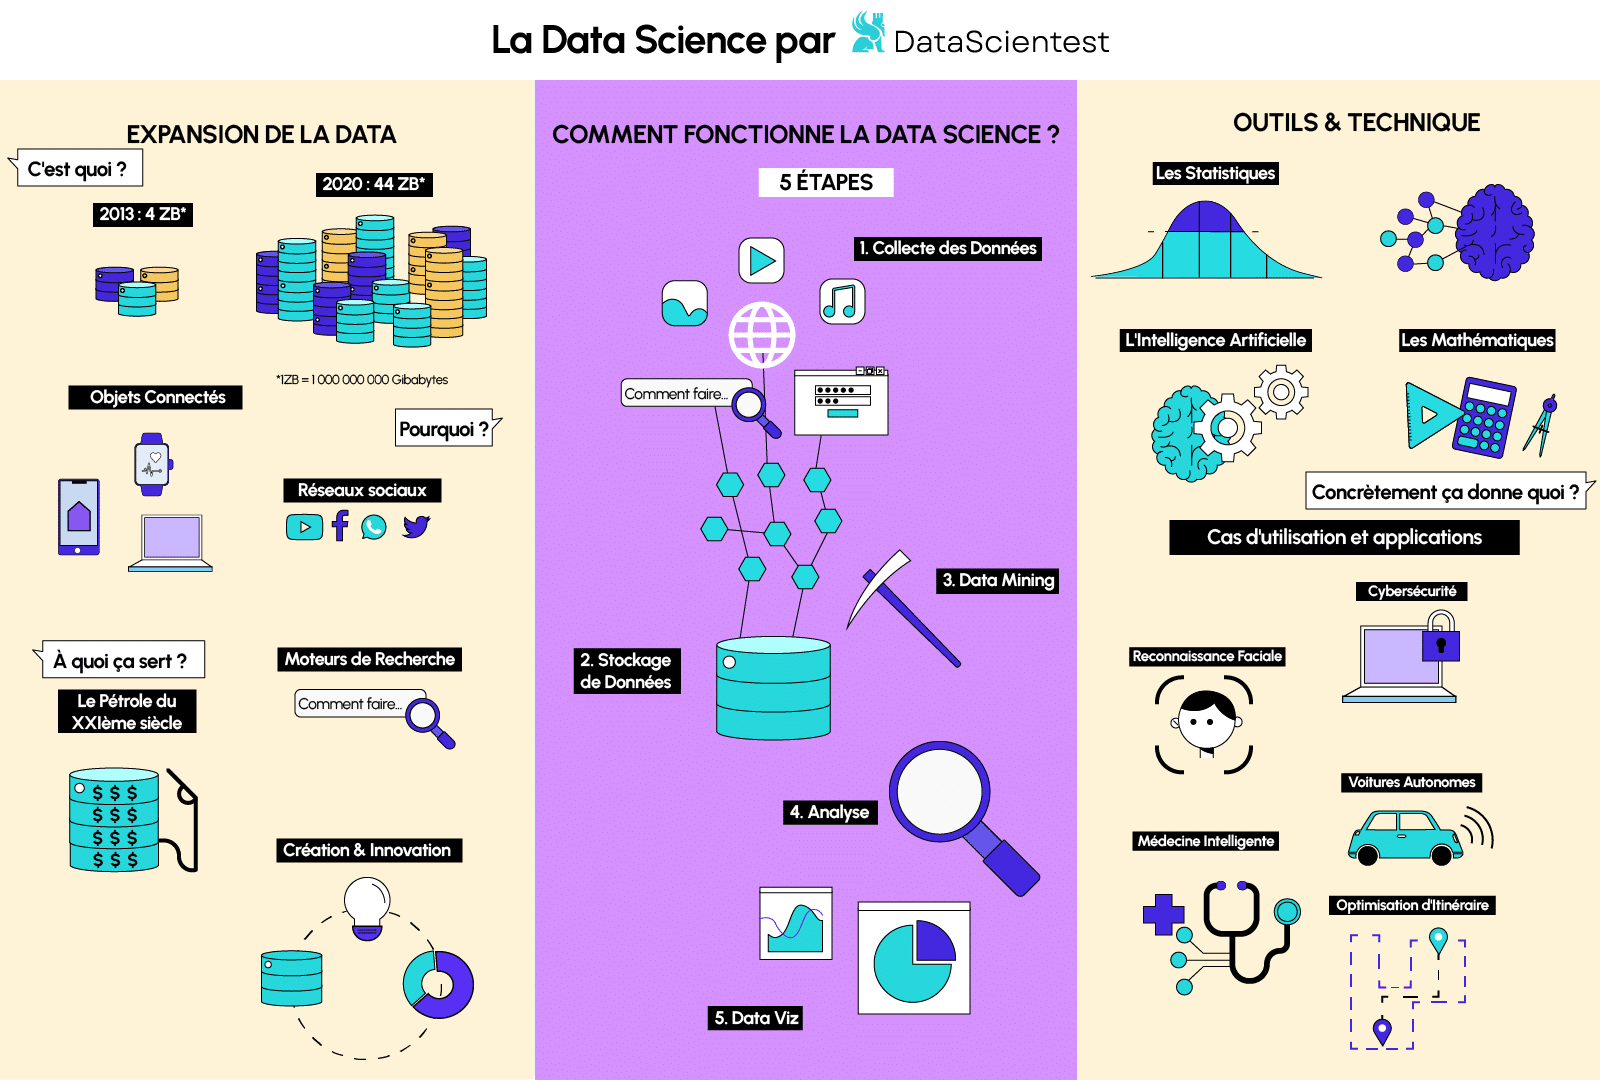 La Data Science par DataScientest
EXPANSION DE LA DATA
C'est quoi ?
2013 : 4 ZB*
2020 : 44 ZB*
*1ZB = 1 000 000 000 Gibabytes
Objets Connectés
Pourquoi ?
Réseaux sociaux
À quoi ça sert ?
Le Pétrole du
XXIème siècle
$ $ $
$ $ $
$ $ $
$ $ $
Moteurs de Recherche
Comment faire...
Création & Innovation
COMMENT FONCTIONNE LA DATA SCIENCE ?
5 ÉTAPES
1. Collecte des Données
Comment faire...
3. Data Mining
2. Stockage
de Données
4. Analyse
5. Data Viz
OUTILS & TECHNIQUE
Les Statistiques
L'Intelligence Artificielle
Les Mathématiques
Concrètement ça donne quoi ?
Cas d'utilisation et applications
Cybersécurité
Reconnaissance Faciale
Voitures Autonomes
Médecine Intelligente
Optimisation d'Itinéraire